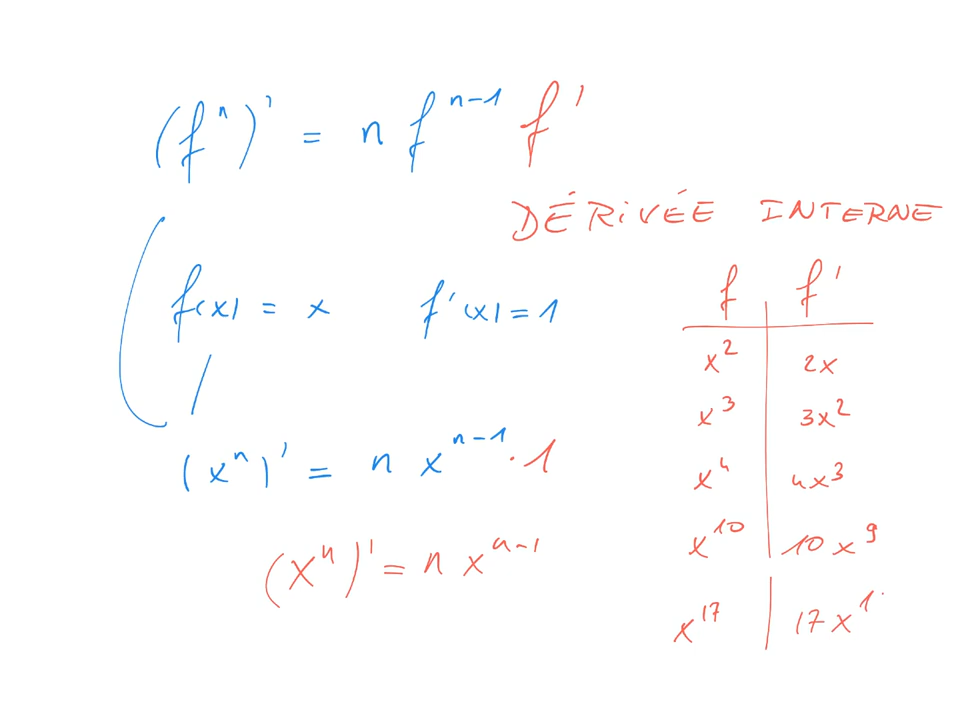 (fⁿ)' = n fⁿ⁻¹ f'
DÉRIVÉE INTERNE
f(x) = x f'(x) = 1
(xⁿ)' = n xⁿ⁻¹ · 1
(xⁿ)' = n xⁿ⁻¹
f f'
x² 2x
x³ 3x²
x⁴ 4x³
x¹⁰ 10x⁹
x¹⁷ 17x¹